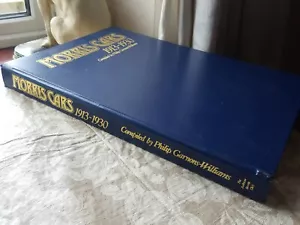 MORRIS CARS
1913-1930
MORRIS CARS 1913-1930 Compiled by Philip Garnons-Williams